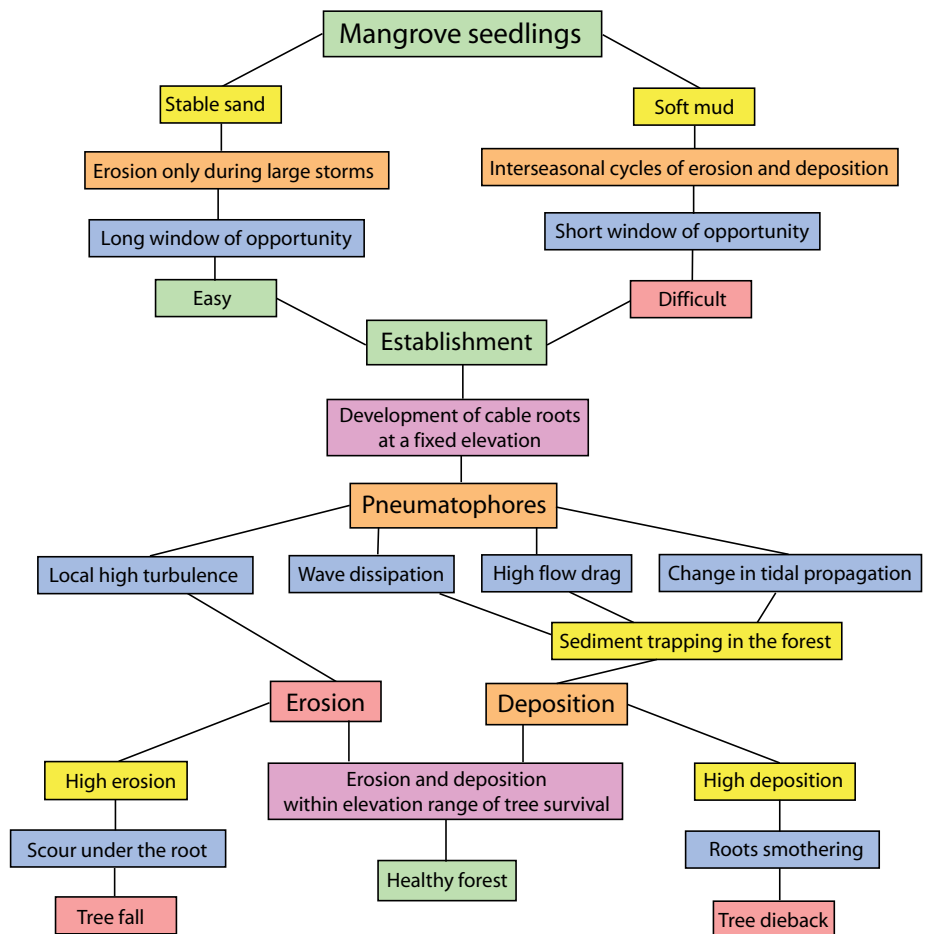 Mangrove seedlings
Stable sand
Soft mud
Erosion only during large storms
Interseasonal cycles of erosion and deposition
Long window of opportunity
Short window of opportunity
Easy
Difficult
Establishment
Development of cable roots
at a fixed elevation
Pneumatophores
Local high turbulence
Wave dissipation
High flow drag
Change in tidal propagation
Sediment trapping in the forest
Erosion
Deposition
High erosion
Erosion and deposition
within elevation range of tree survival
High deposition
Scour under the root
Roots smothering
Healthy forest
Tree fall
Tree dieback